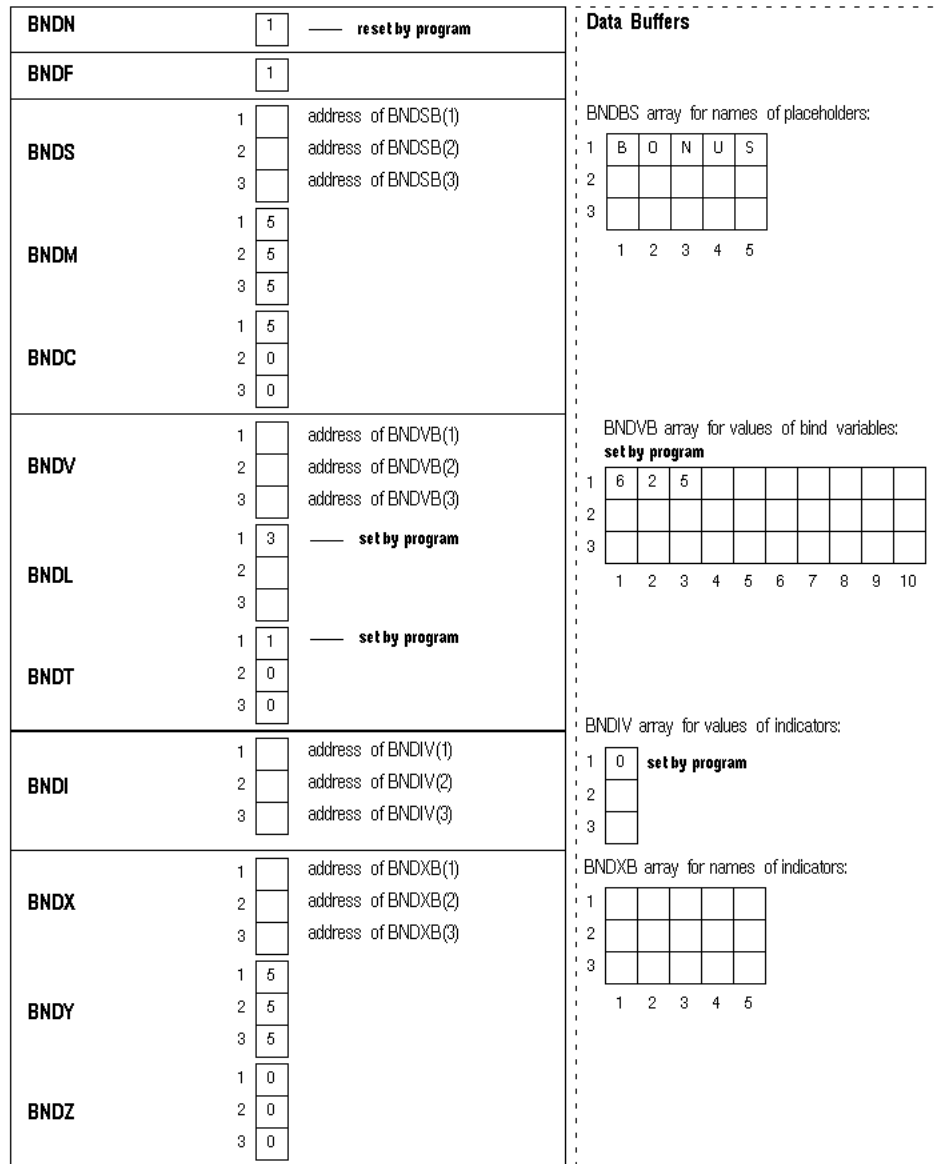 BNDN 1 reset by program
BNDF 1
1 address of BNDSB(1)
BNDS 2 address of BNDSB(2)
3 address of BNDSB(3)
1 5
BNDM 2 5
3 5
1 5
BNDC 2 0
3 0
1 address of BNDVB(1)
BNDV 2 address of BNDVB(2)
3 address of BNDVB(3)
1 3 set by program
BNDL 2
3
1 1 set by program
BNDT 2 0
3 0
1 address of BNDIV(1)
BNDI 2 address of BNDIV(2)
3 address of BNDIV(3)
1 address of BNDXB(1)
BNDX 2 address of BNDXB(2)
3 address of BNDXB(3)
1 5
BNDY 2 5
3 5
1 0
BNDZ 2 0
3 0
Data Buffers
BNDBS array for names of placeholders:
1 B O N U S
2
3
1 2 3 4 5
BNDVB array for values of bind variables:
set by program
1 6 2 5
2
3
1 2 3 4 5 6 7 8 9 10
BNDIV array for values of indicators:
1 0 set by program
2
3
BNDXB array for names of indicators:
1
2
3
1 2 3 4 5